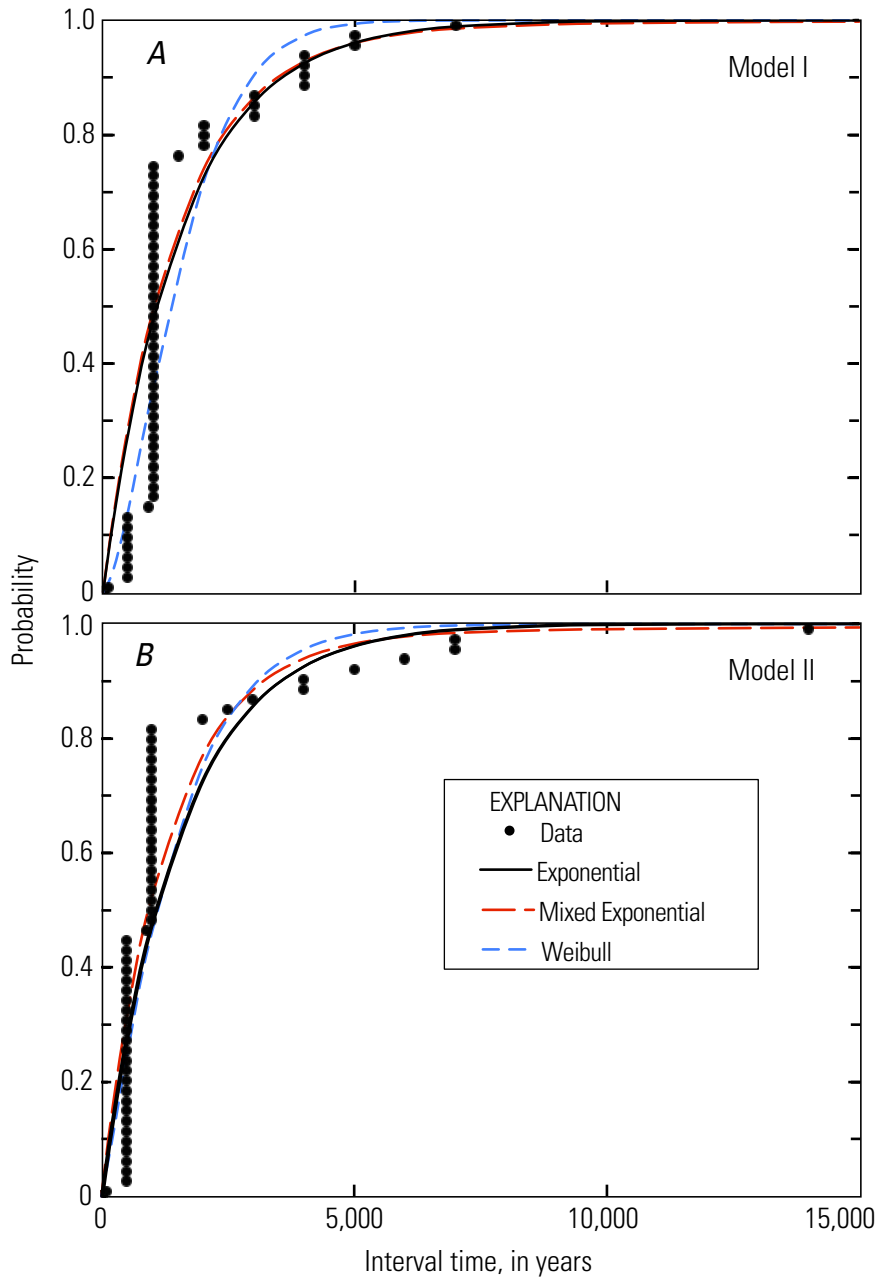 1.0
A
Model I
0.8
0.6
0.4
0.2
0
Probability
1.0
B
Model II
0.8
EXPLANATION
Data
Exponential
0.6
Mixed Exponential
Weibull
0.4
0.2
0
0
5,000
10,000
15,000
Interval time, in years